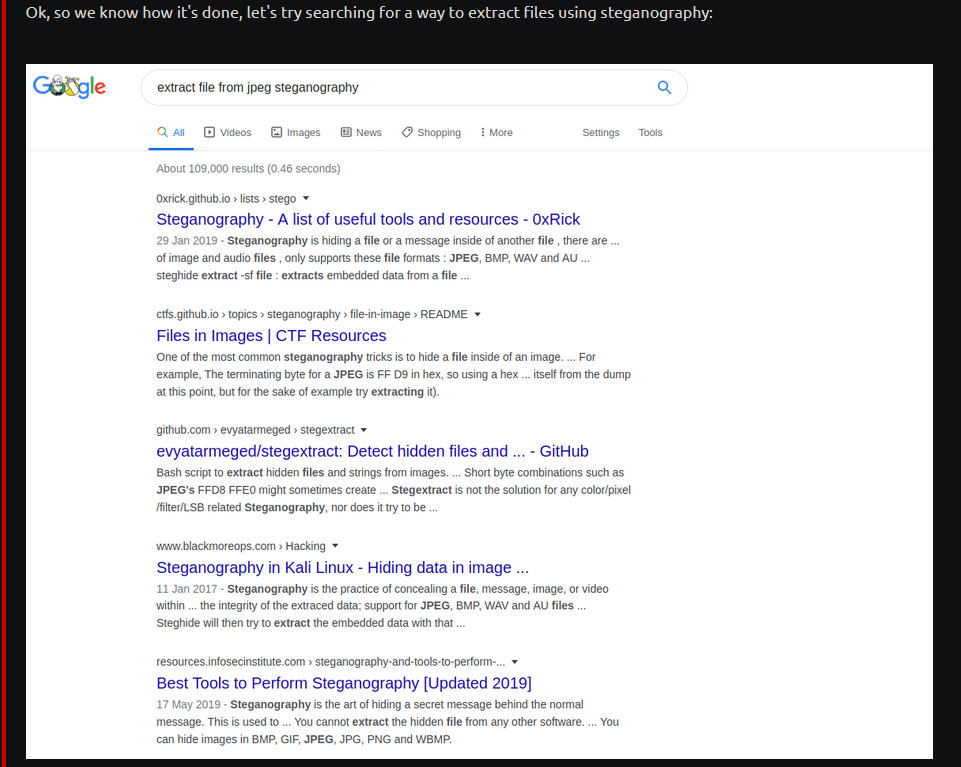 Ok, so we know how it's done, let's try searching for a way to extract files using steganography:
Google
extract file from jpeg steganography
All Videos Images News Shopping More Settings Tools
About 109,000 results (0.46 seconds)
0xrick.github.io › lists › stego
Steganography - A list of useful tools and resources - 0xRick
29 Jan 2019 - Steganography is hiding a file or a message inside of another file , there are ...
of image and audio files , only supports these file formats : JPEG, BMP, WAV and AU ...
steghide extract -sf file : extracts embedded data from a file ...
ctfs.github.io › topics › steganography › file-in-image › README
Files in Images | CTF Resources
One of the most common steganography tricks is to hide a file inside of an image. ... For
example, The terminating byte for a JPEG is FF D9 in hex, so using a hex ... itself from the dump
at this point, but for the sake of example try extracting it).
github.com › evyatarmeged › stegextract
evyatarmeged/stegextract: Detect hidden files and ... - GitHub
Bash script to extract hidden files and strings from images. ... Short byte combinations such as
JPEG's FFD8 FFE0 might sometimes create ... Stegextract is not the solution for any color/pixel
/filter/LSB related Steganography, nor does it try to be ...
www.blackmoreops.com › Hacking
Steganography in Kali Linux - Hiding data in image ...
11 Jan 2017 - Steganography is the practice of concealing a file, message, image, or video
within ... the integrity of the extraced data; support for JPEG, BMP, WAV and AU files ...
Steghide will then try to extract the embedded data with that ...
resources.infosecinstitute.com › steganography-and-tools-to-perform-...
Best Tools to Perform Steganography [Updated 2019]
17 May 2019 - Steganography is the art of hiding a secret message behind the normal
message. This is used to ... You cannot extract the hidden file from any other software. ... You
can hide images in BMP, GIF, JPEG, JPG, PNG and WBMP.